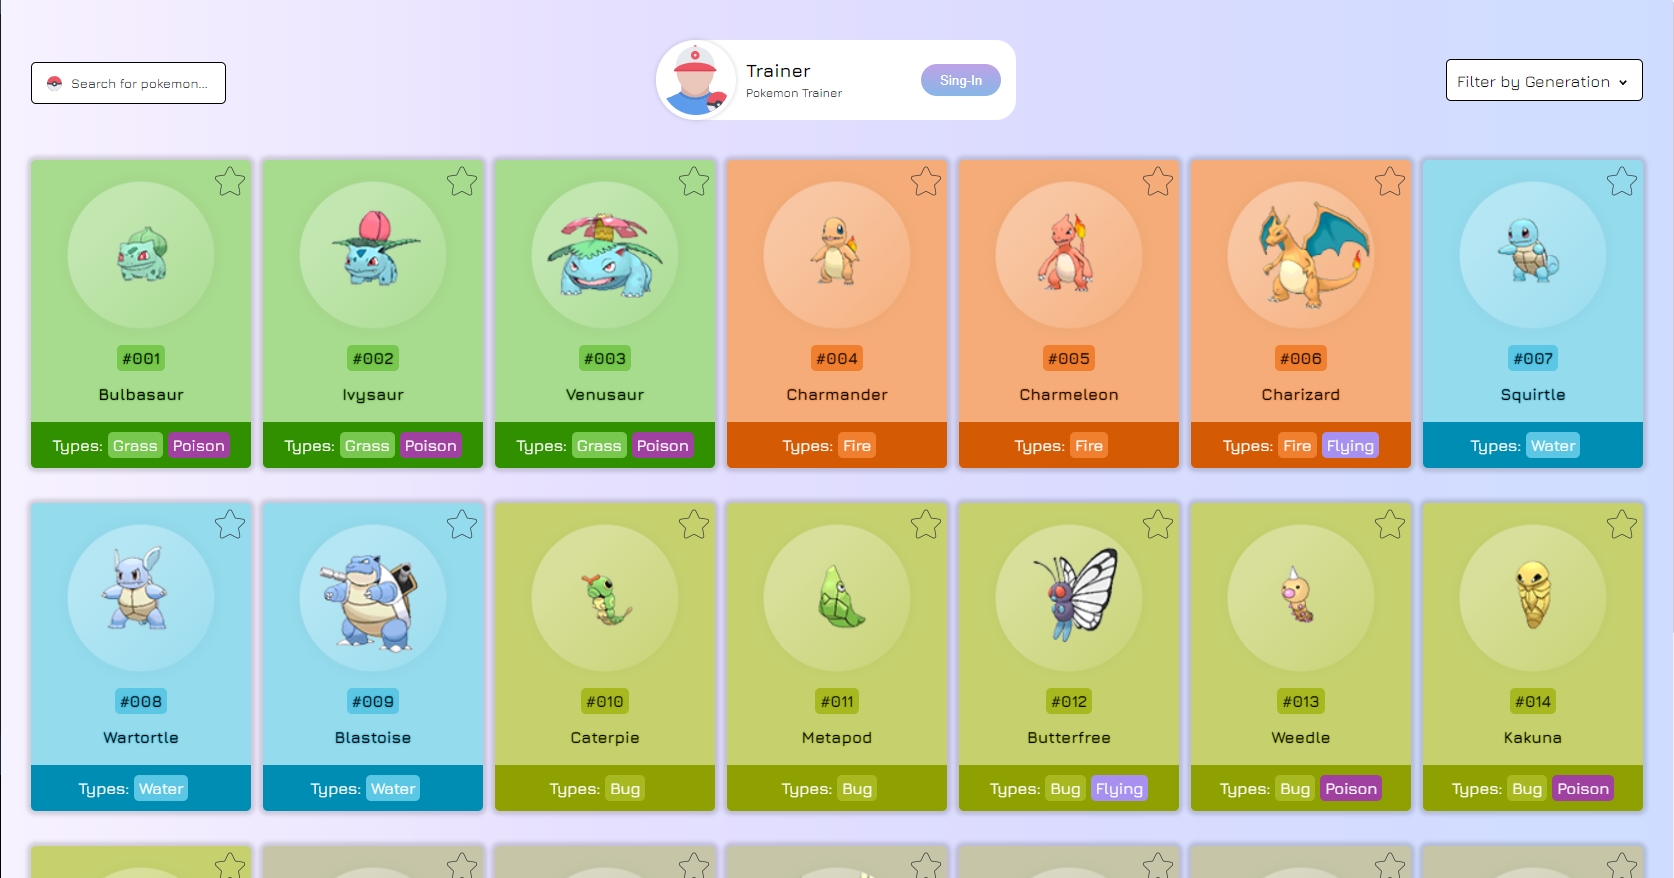 Search for pokemon...
Trainer
Pokemon Trainer
Sing-In
Filter by Generation
#001
Bulbasaur
Types: Grass Poison
#002
Ivysaur
Types: Grass Poison
#003
Venusaur
Types: Grass Poison
#004
Charmander
Types: Fire
#005
Charmeleon
Types: Fire
#006
Charizard
Types: Fire Flying
#007
Squirtle
Types: Water
#008
Wartortle
Types: Water
#009
Blastoise
Types: Water
#010
Caterpie
Types: Bug
#011
Metapod
Types: Bug
#012
Butterfree
Types: Bug Flying
#013
Weedle
Types: Bug Poison
#014
Kakuna
Types: Bug Poison